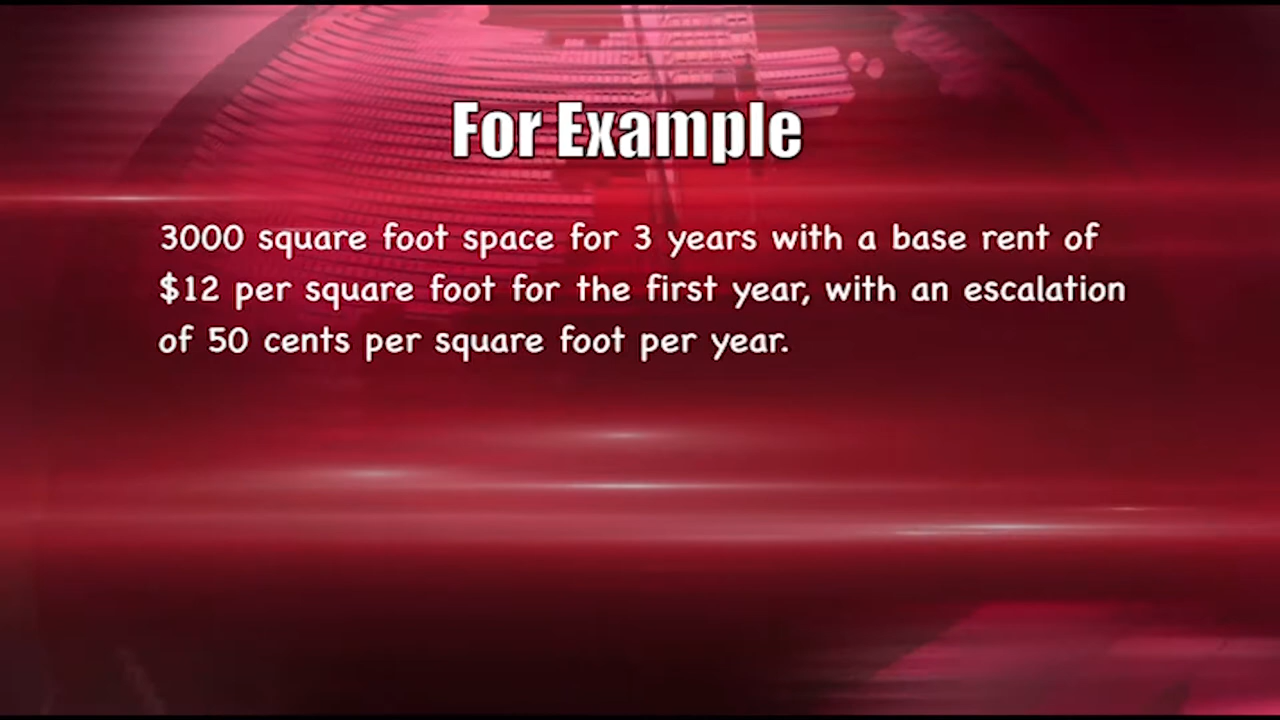 For Example
3000 square foot space for 3 years with a base rent of
$12 per square foot for the first year, with an escalation
of 50 cents per square foot per year.